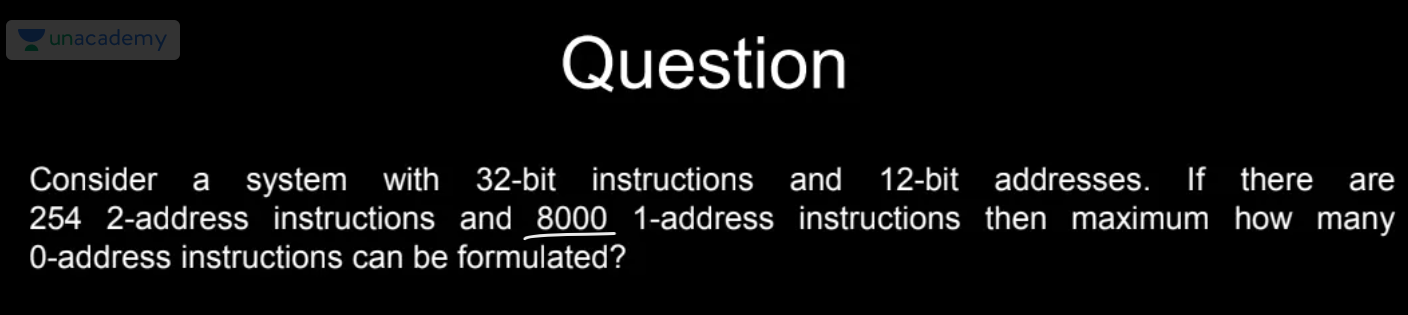 unacademy
Question
Consider a system with 32-bit instructions and 12-bit addresses. If there are
254 2-address instructions and 8000 1-address instructions then maximum how many
0-address instructions can be formulated?